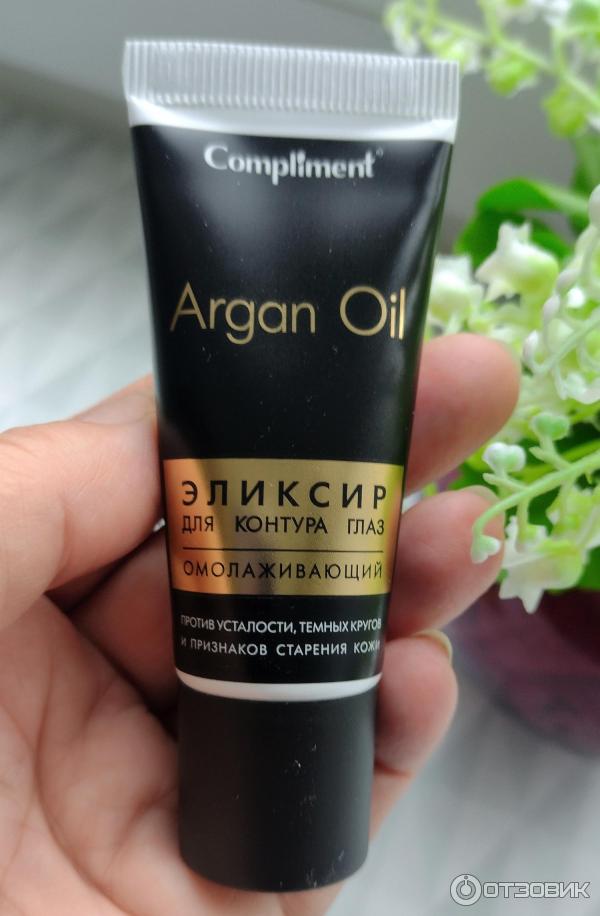 Compliment®
Argan Oil
ЭЛИКСИР
ДЛЯ КОНТУРА ГЛАЗ
ОМОЛАЖИВАЮЩИЙ
ПРОТИВ УСТАЛОСТИ, ТЕМНЫХ КРУГОВ
И ПРИЗНАКОВ СТАРЕНИЯ КОЖИ
ОТЗОВИК